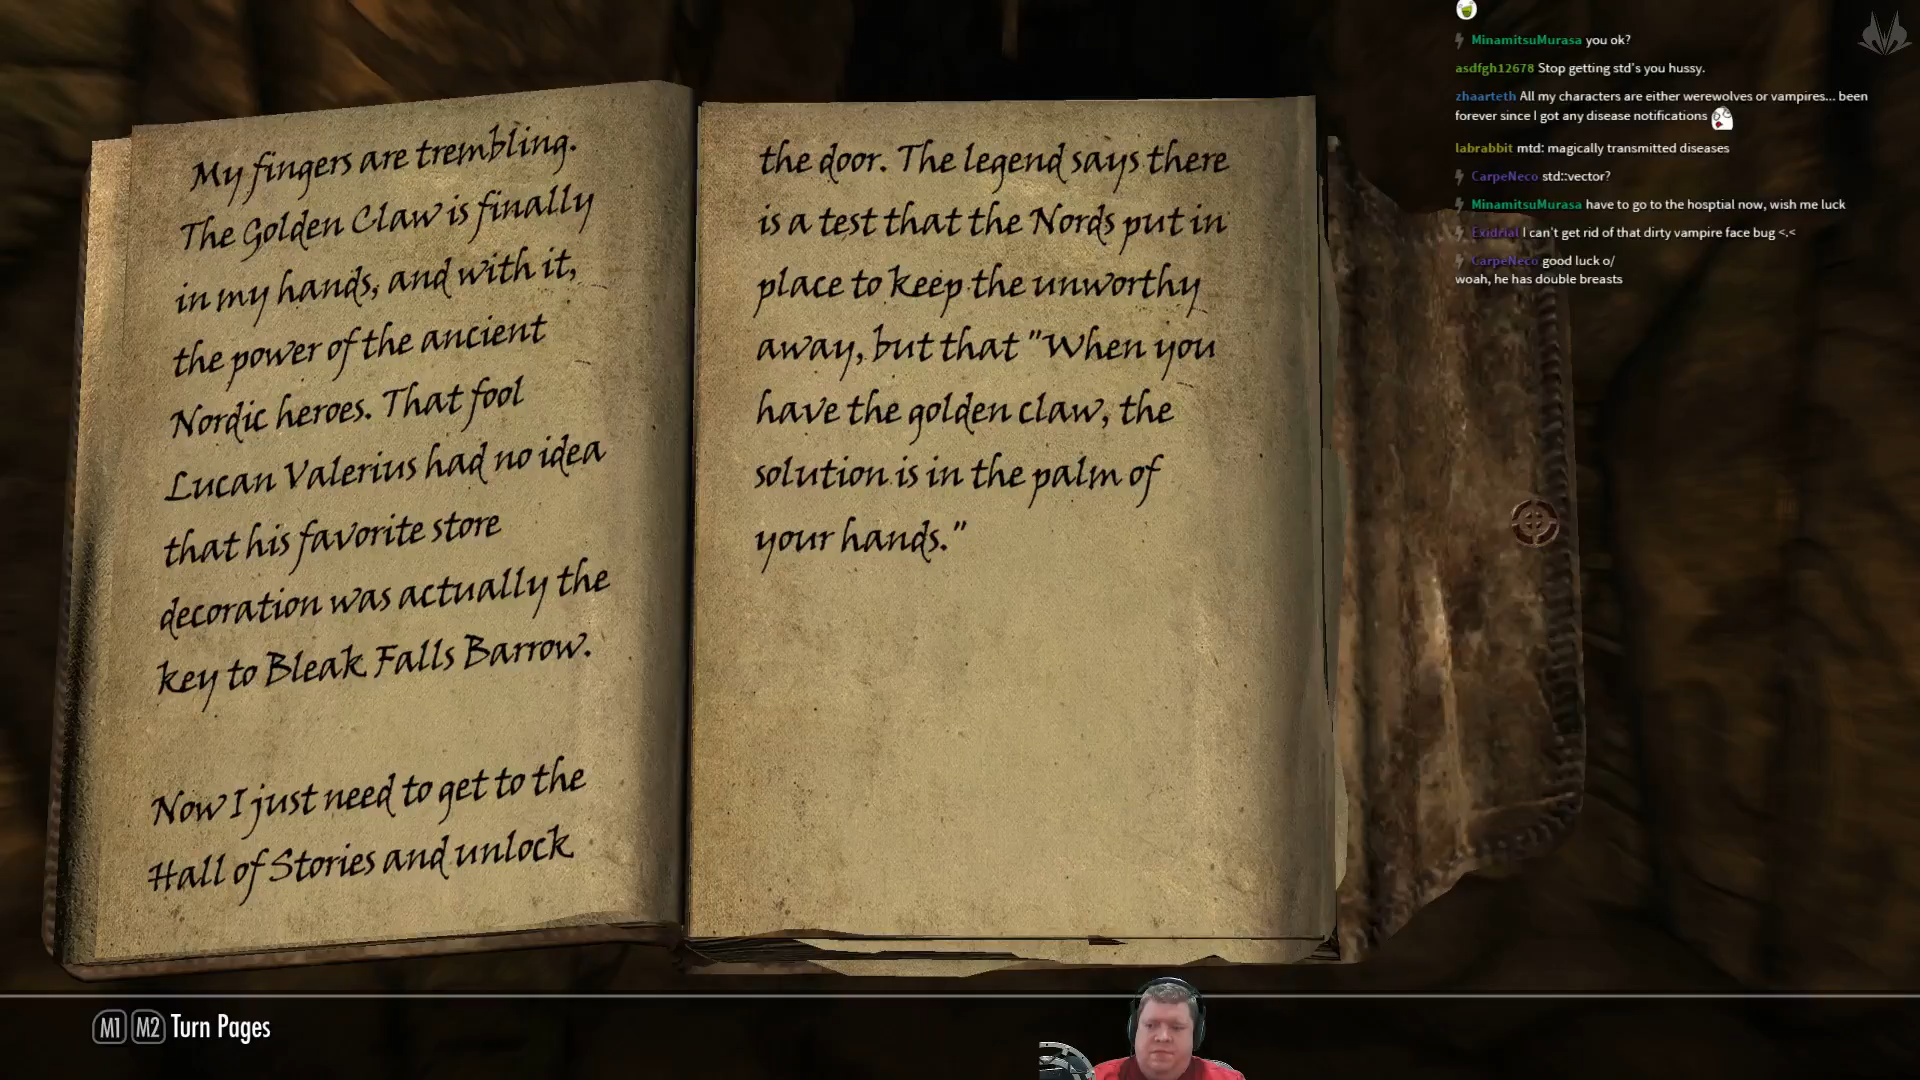 My fingers are trembling.
The Golden Claw is finally
in my hands, and with it,
the power of the ancient
Nordic heroes. That fool
Lucan Valerius had no idea
that his favorite store
decoration was actually the
key to Bleak Falls Barrow.
Now I just need to get to the
Hall of Stories and unlock
the door. The legend says there
is a test that the Nords put in
place to keep the unworthy
away, but that "When you
have the golden claw, the
solution is in the palm of
your hands."
MinamitsuMurasa you ok?
asdfgh12678 Stop getting std's you hussy.
zhaarteth All my characters are either werewolves or vampires... been
forever since I got any disease notifications
labrabbit mtd: magically transmitted diseases
CarpeNeco std::vector?
MinamitsuMurasa have to go to the hosptial now, wish me luck
Exidrial I can't get rid of that dirty vampire face bug <.<
CarpeNeco good luck o/
woah, he has double breasts
M1 M2 Turn Pages